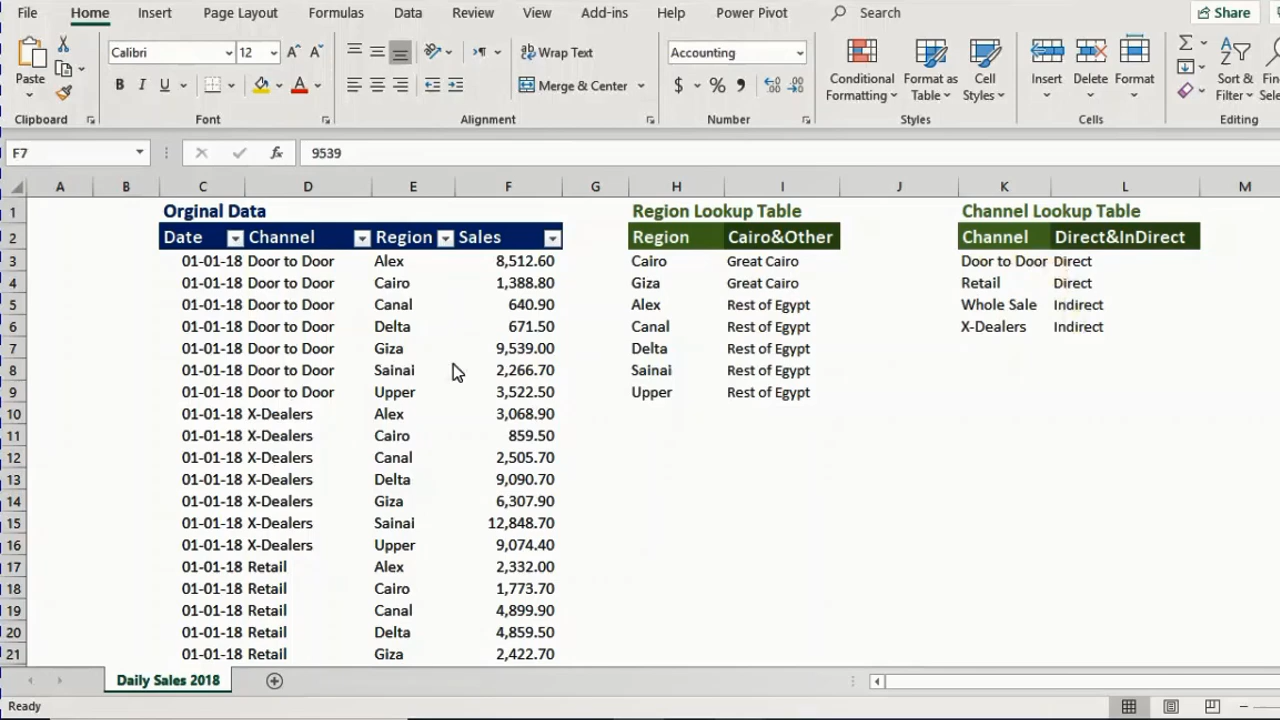 File Insert Page Layout Formulas Data Review View Add-ins Help Power Pivot Search Share
Calibri 12 Wrap Text Accounting
Paste B I U Merge & Center $ % Conditional Formatting Format as Table Cell Styles Insert Delete Format Sort & Filter
Clipboard Font Alignment Number Styles Cells Editing
F7 fx 9539
A B C D E F G H I J K L M
1 Orginal Data Region Lookup Table Channel Lookup Table
2 Date Channel Region Sales Region Cairo&Other Channel Direct&InDirect
3 01-01-18 Door to Door Alex 8,512.60 Cairo Great Cairo Door to Door Direct
4 01-01-18 Door to Door Cairo 1,388.80 Giza Great Cairo Retail Direct
5 01-01-18 Door to Door Canal 640.90 Alex Rest of Egypt Whole Sale Indirect
6 01-01-18 Door to Door Delta 671.50 Canal Rest of Egypt X-Dealers Indirect
7 01-01-18 Door to Door Giza 9,539.00 Delta Rest of Egypt
8 01-01-18 Door to Door Sainai 2,266.70 Sainai Rest of Egypt
9 01-01-18 Door to Door Upper 3,522.50 Upper Rest of Egypt
10 01-01-18 X-Dealers Alex 3,068.90
11 01-01-18 X-Dealers Cairo 859.50
12 01-01-18 X-Dealers Canal 2,505.70
13 01-01-18 X-Dealers Delta 9,090.70
14 01-01-18 X-Dealers Giza 6,307.90
15 01-01-18 X-Dealers Sainai 12,848.70
16 01-01-18 X-Dealers Upper 9,074.40
17 01-01-18 Retail Alex 2,332.00
18 01-01-18 Retail Cairo 1,773.70
19 01-01-18 Retail Canal 4,899.90
20 01-01-18 Retail Delta 4,859.50
21 01-01-18 Retail Giza 2,422.70
Daily Sales 2018
Ready